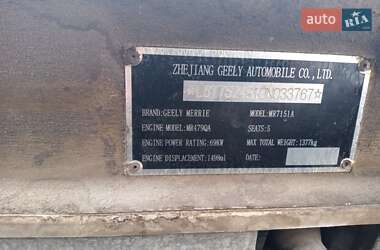 auto RIA
ZHEJIANG GEELY AUTOMOBILE CO., LTD.
BRAND:GEELY MERRIE MODEL:MR7151A
ENGINE MODEL:MR479QA SEATS:5
ENGINE POWER RATING:69KW MAX TOTAL WEIGHT:1377kg
ENGINE DISPLACEMENT:1498ml DATE: